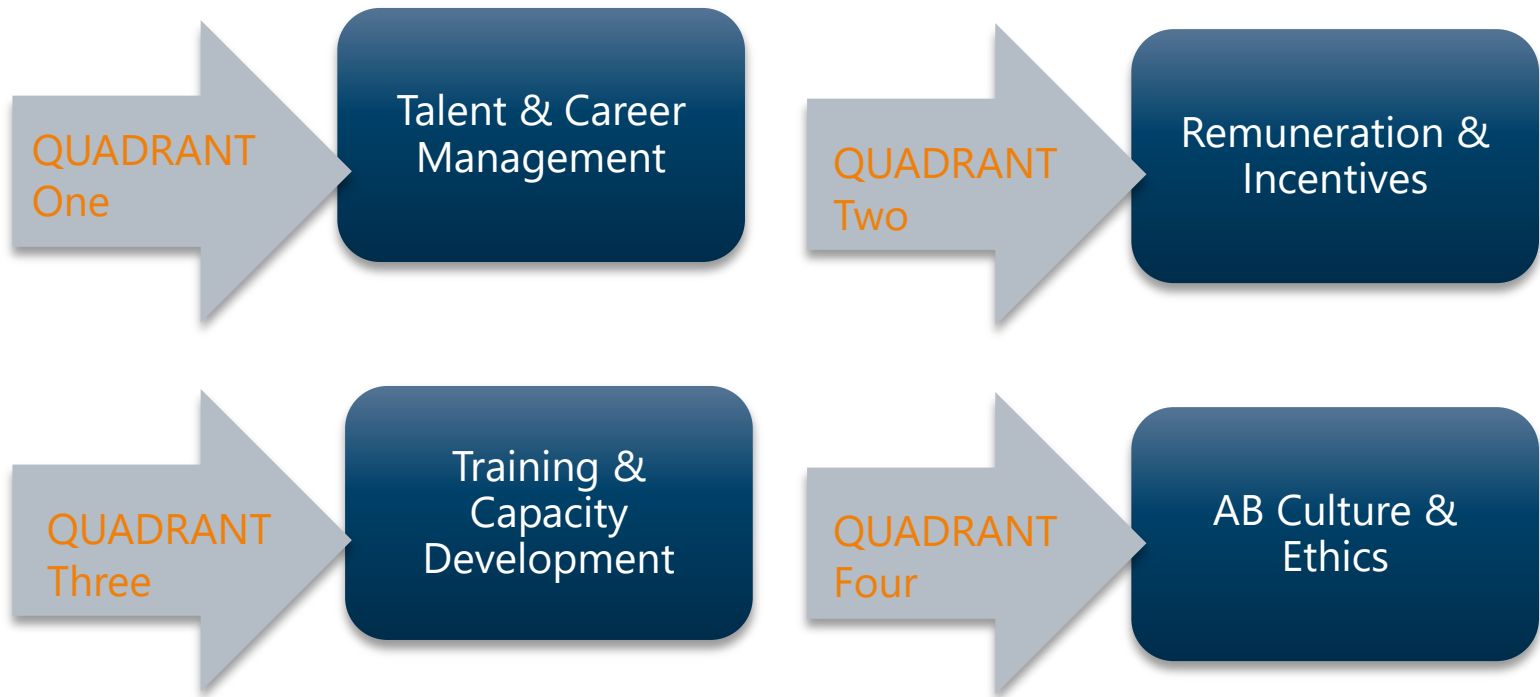 QUADRANT
One
Talent & Career
Management
QUADRANT
Two
Remuneration &
Incentives
QUADRANT
Three
Training &
Capacity
Development
QUADRANT
Four
AB Culture &
Ethics